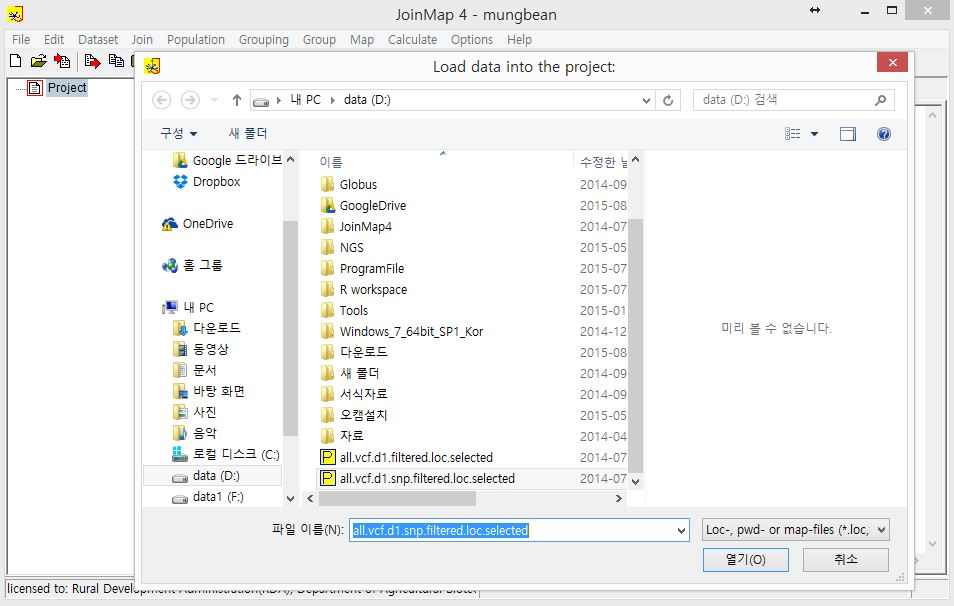 JoinMap 4 - mungbean
File Edit Dataset Join Population Grouping Group Map Calculate Options Help
Load data into the project:
Project
내 PC data (D:)
data (D:) 검색
구성 새 폴더
Google 드라이브
Dropbox
OneDrive
홈 그룹
내 PC
다운로드
동영상
문서
바탕 화면
사진
음악
로컬 디스크 (C:)
data (D:)
data1 (F:)
이름 수정한 날
Globus 2014-09
GoogleDrive 2015-08
JoinMap4 2014-07
NGS 2015-05
ProgramFile 2015-07
R workspace 2015-07
Tools 2015-01
Windows_7_64bit_SP1_Kor 2014-12
다운로드 2015-08
새 폴더 2014-09
서식자료 2014-09
오캠설치 2015-05
자료 2014-04
all.vcf.d1.filtered.loc.selected 2014-07
all.vcf.d1.snp.filtered.loc.selected 2014-07
미리 볼 수 없습니다.
파일 이름(N): all.vcf.d1.snp.filtered.loc.selected
Loc-, pwd- or map-files (*.loc,
열기(O) 취소
licensed to: Rural Development Administration(RDA), Department of Agricultural Biotec